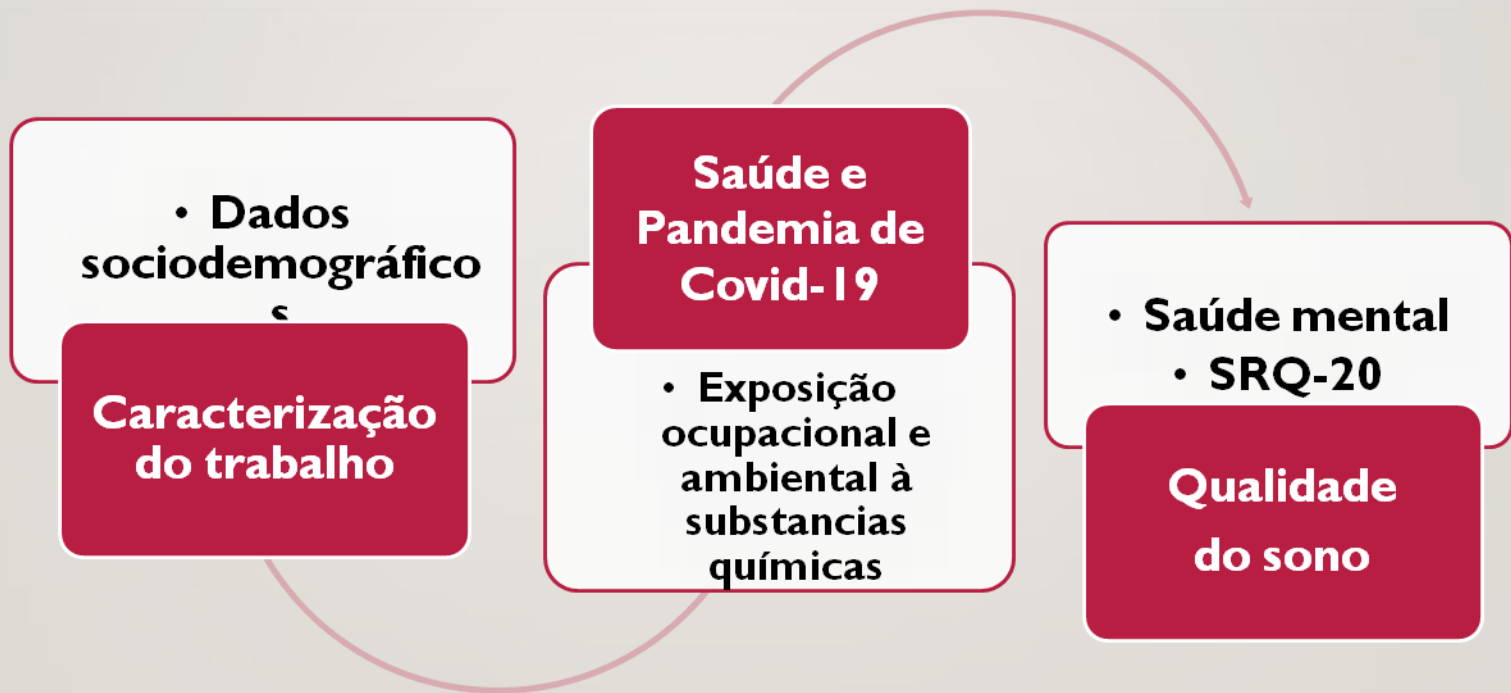 • Dados
sociodemográfico
s
Caracterização
do trabalho
Saúde e
Pandemia de
Covid-19
• Exposição
ocupacional e
ambiental à
substancias
químicas
• Saúde mental
• SRQ-20
Qualidade
do sono